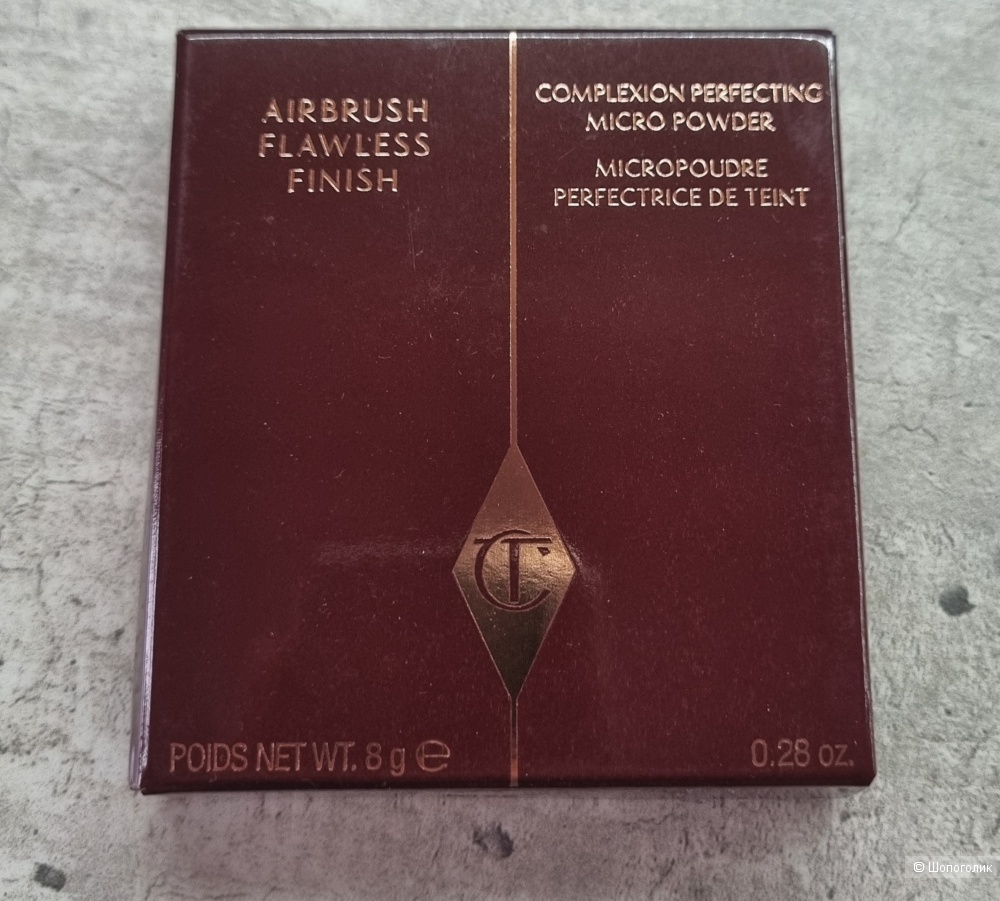 AIRBRUSH
FLAWLESS
FINISH
COMPLEXION PERFECTING
MICRO POWDER
MICROPOUDRE
PERFECTRICE DE TEINT
CT
POIDS NET WT. 8 g ℮
0.28 oz.
© Шопоголик